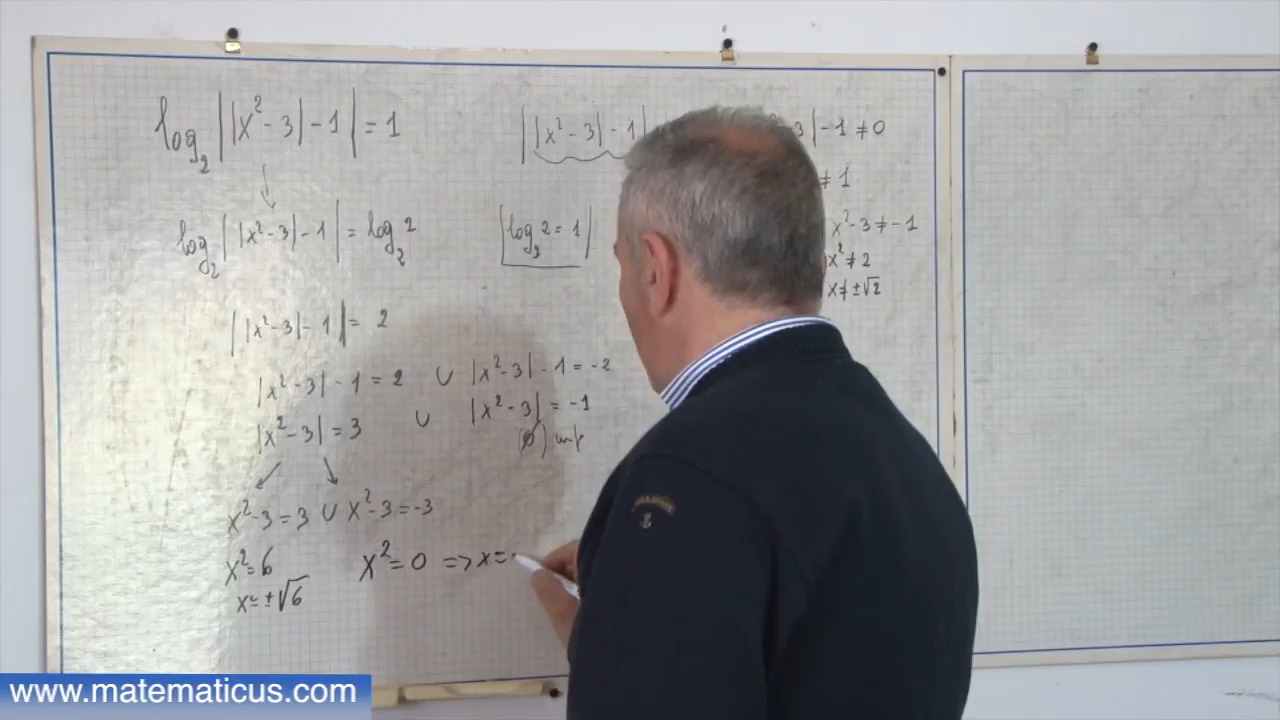 log₂ | |x² - 3| - 1 | = 1
log₂ | |x² - 3| - 1 | = log₂ 2
| |x² - 3| - 1 | = 2
|x² - 3| - 1 = 2 ∪ |x² - 3| - 1 = -2
|x² - 3| = 3 ∪ |x² - 3| = -1
(∅) imp
x² - 3 = 3 ∪ x² - 3 = -3
x² = 6 x² = 0 => x =
x = ±√6
| |x² - 3| - 1 |
3| - 1 ≠ 0
≠ 1
|log₂ 2 = 1|
x² - 3 ≠ -1
x² ≠ 2
x ≠ ±√2
www.matematicus.com